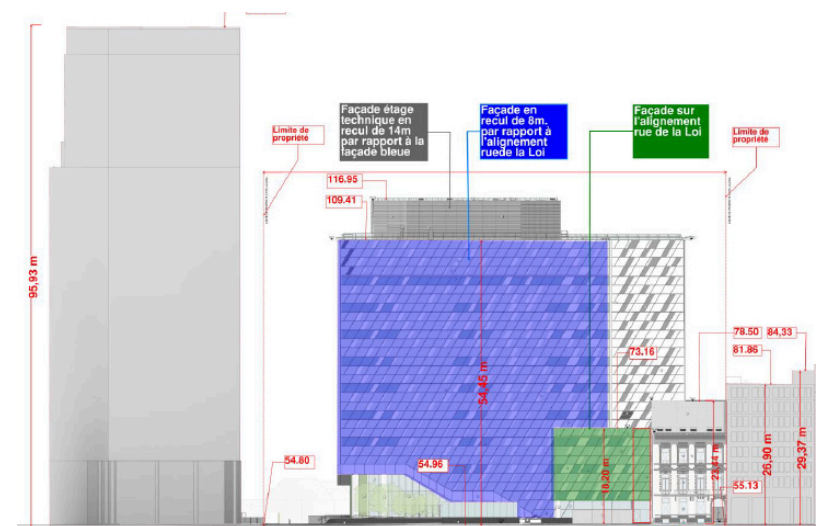 Façade étage
technique en
recul de 14m
par rapport à la
façade bleue
Façade en
recul de 8m.
par rapport à
l'alignement
ruede la Loi
Façade sur
l'alignement
rue de la Loi
Limite de
propriété
Limite de
propriété
116.95
109.41
95,93 m
54,45 m
73.16
78.50
84,33
81.86
54.80
54.96
18,20 m
23,44 m
55.13
26,90 m
29,37 m